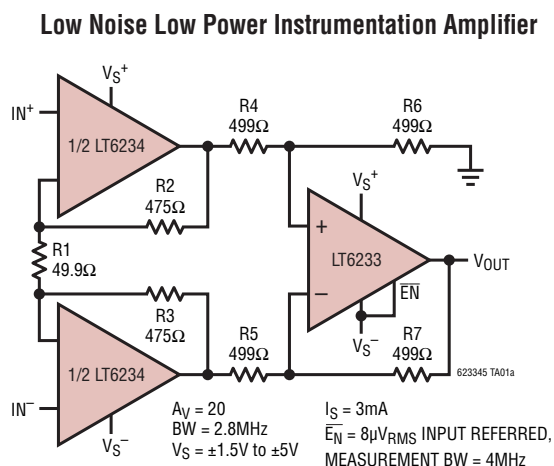 Low Noise Low Power Instrumentation Amplifier
VS+
IN+
1/2 LT6234
R4
499Ω
R6
499Ω
R2
475Ω
VS+
R1
49.9Ω
+
LT6233
VOUT
–
EN
R3
475Ω
R5
499Ω
VS–
R7
499Ω
1/2 LT6234
623345 TA01a
IN–
VS–
AV = 20
BW = 2.8MHz
VS = ±1.5V to ±5V
IS = 3mA
EN = 8µVRMS INPUT REFERRED,
MEASUREMENT BW = 4MHz